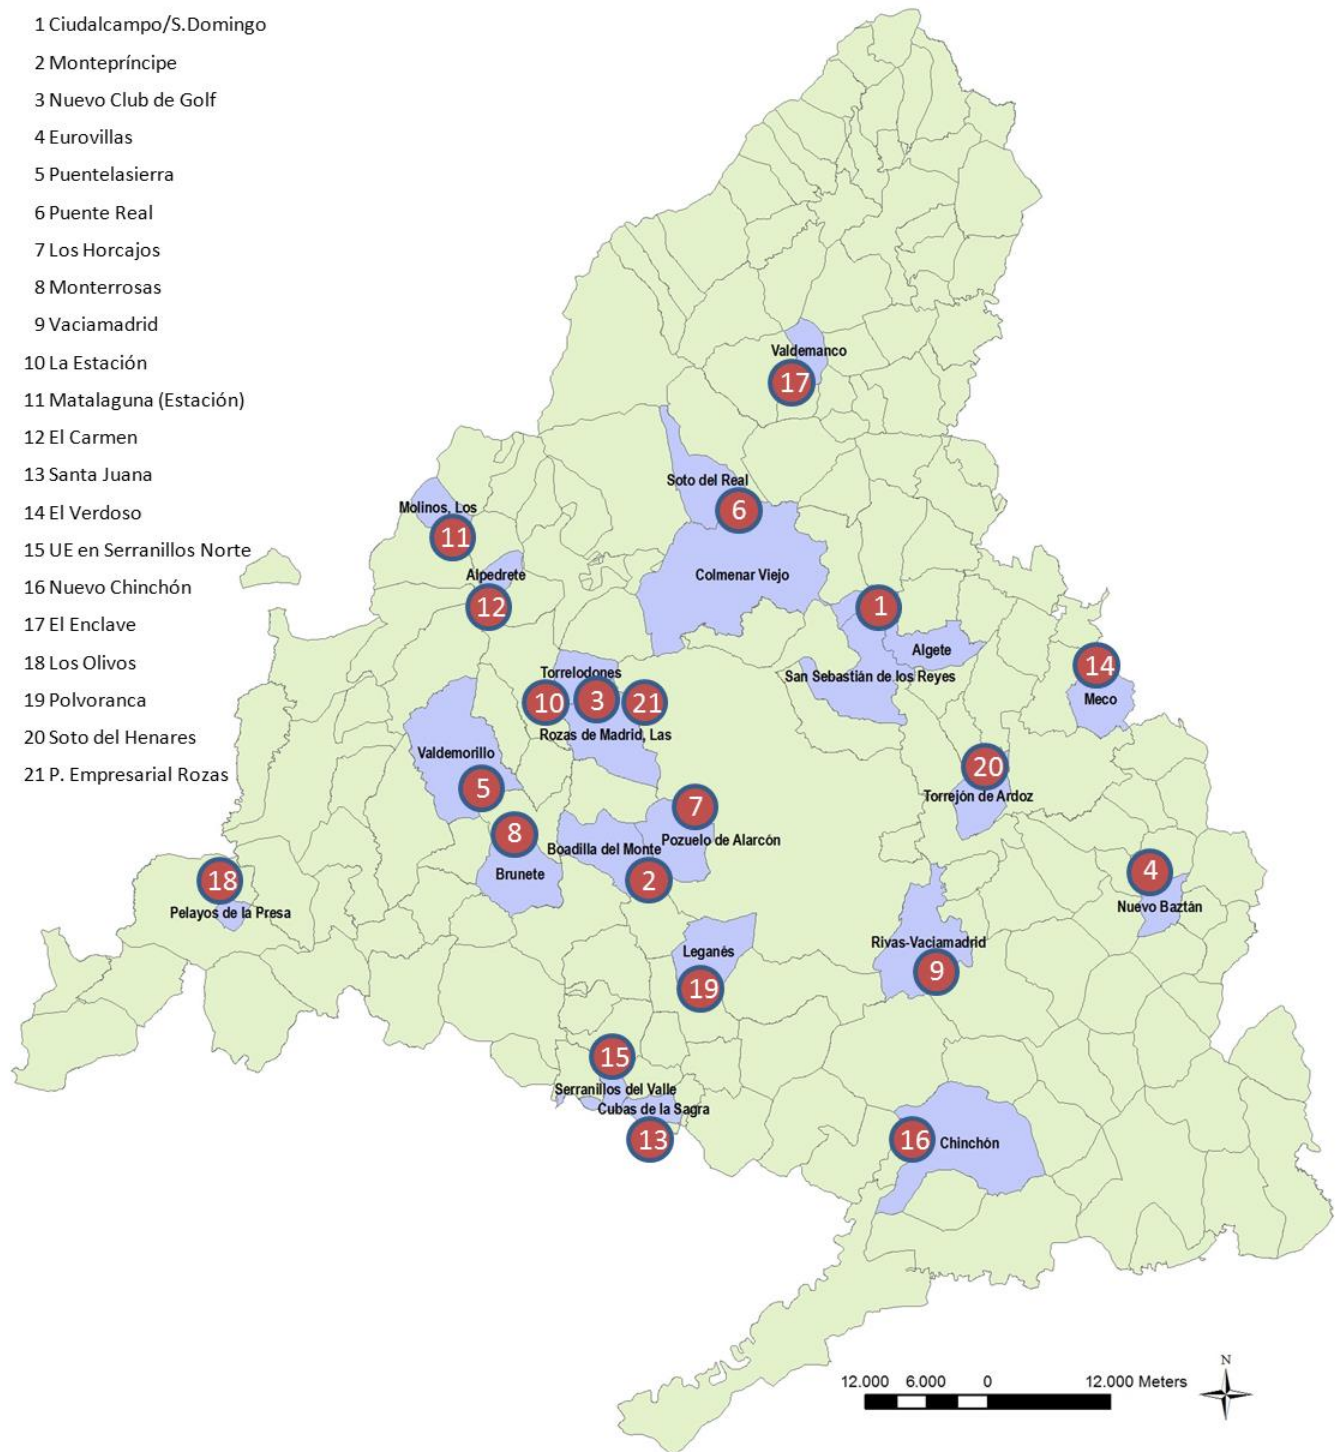 1 Ciudalcampo/S.Domingo
2 Montepríncipe
3 Nuevo Club de Golf
4 Eurovillas
5 Puentelasierra
6 Puente Real
7 Los Horcajos
8 Monterrosas
9 Vaciamadrid
10 La Estación
11 Matalaguna (Estación)
12 El Carmen
13 Santa Juana
14 El Verdoso
15 UE en Serranillos Norte
16 Nuevo Chinchón
17 El Enclave
18 Los Olivos
19 Polvoranca
20 Soto del Henares
21 P. Empresarial Rozas
Valdemanco
17
Soto del Real
6
Molinos, Los
11
Colmenar Viejo
Alpedrete
12
1
Algete
San Sebastián de los Reyes
14
Meco
Torrelodones
10
3
21
Rozas de Madrid, Las
Valdemorillo
5
20
Torrejón de Ardoz
7
Pozuelo de Alarcón
8
Boadilla del Monte
2
Brunete
18
Pelayos de la Presa
4
Nuevo Baztán
Leganés
19
Rivas-Vaciamadrid
9
15
Serranillos del Valle
Cubas de la Sagra
13
16
Chinchón
N
12.000 6.000 0 12.000 Meters